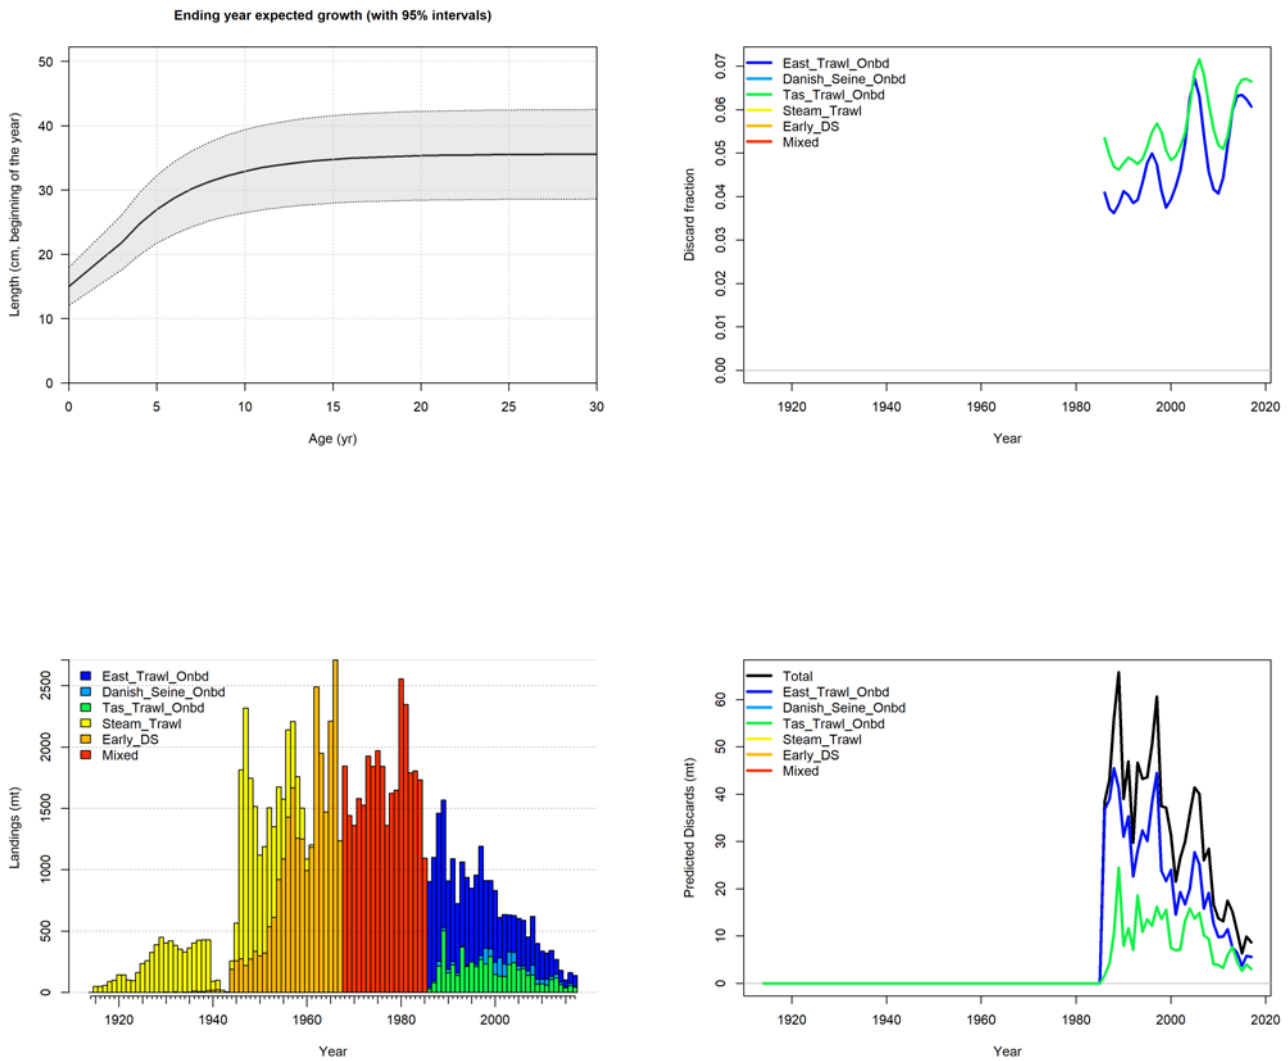 Ending year expected growth (with 95% intervals)
Length (cm, beginning of the year)
50
40
30
20
10
0
0 5 10 15 20 25 30
Age (yr)
East_Trawl_Onbd
Danish_Seine_Onbd
Tas_Trawl_Onbd
Steam_Trawl
Early_DS
Mixed
Discard fraction
0.07
0.06
0.05
0.04
0.03
0.02
0.01
0.00
1920 1940 1960 1980 2000 2020
Year
East_Trawl_Onbd
Danish_Seine_Onbd
Tas_Trawl_Onbd
Steam_Trawl
Early_DS
Mixed
Landings (mt)
2500
2000
1500
1000
500
0
1920 1940 1960 1980 2000
Year
Total
East_Trawl_Onbd
Danish_Seine_Onbd
Tas_Trawl_Onbd
Steam_Trawl
Early_DS
Mixed
Predicted Discards (mt)
60
50
40
30
20
10
0
1920 1940 1960 1980 2000 2020
Year